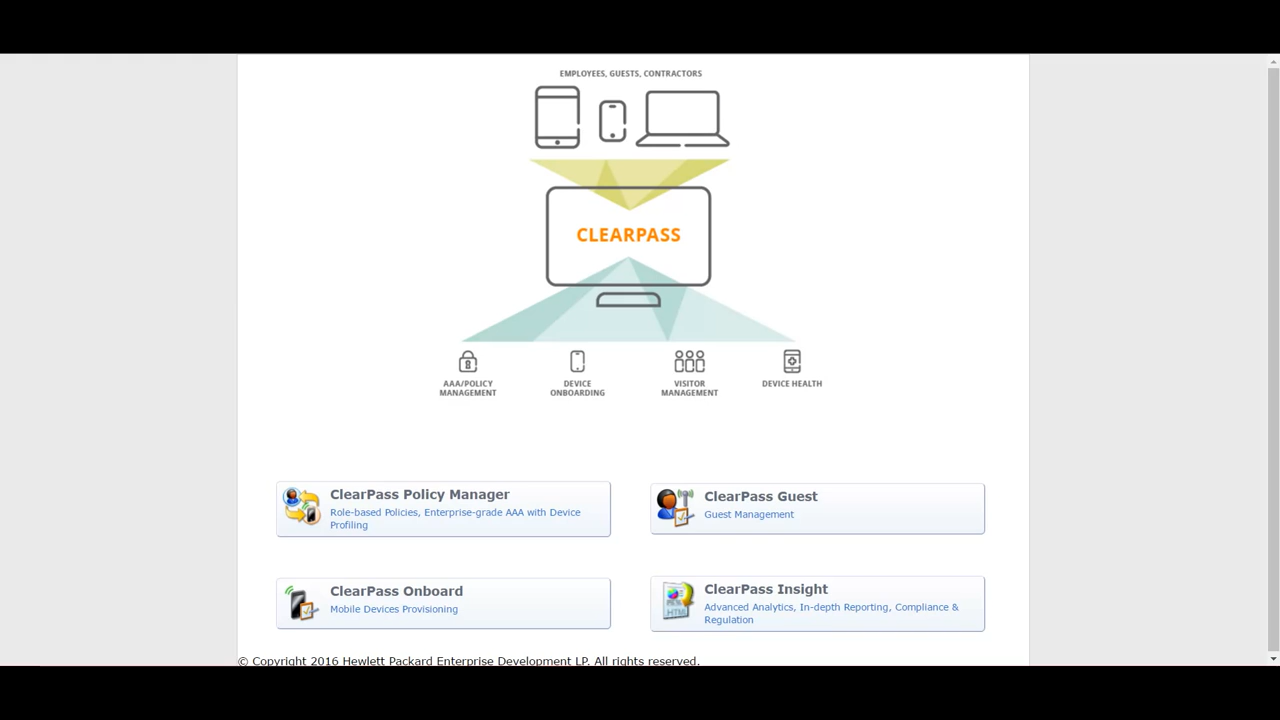 EMPLOYEES, GUESTS, CONTRACTORS
CLEARPASS
AAA/POLICY
MANAGEMENT
DEVICE
ONBOARDING
VISITOR
MANAGEMENT
DEVICE HEALTH
ClearPass Policy Manager
Role-based Policies, Enterprise-grade AAA with Device
Profiling
ClearPass Guest
Guest Management
ClearPass Onboard
Mobile Devices Provisioning
ClearPass Insight
Advanced Analytics, In-depth Reporting, Compliance &
Regulation
© Copyright 2016 Hewlett Packard Enterprise Development LP. All rights reserved.